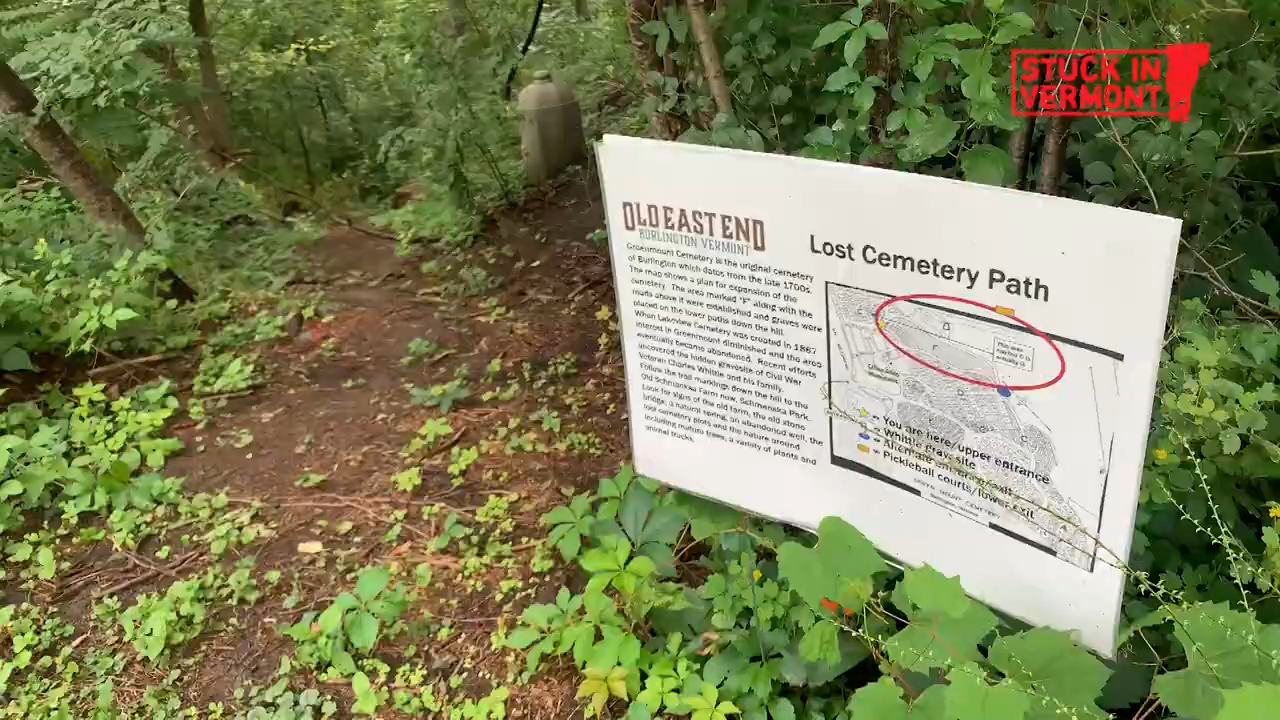 STUCK IN
VERMONT
OLD EAST END
BURLINGTON VERMONT
Greenmount Cemetery is the original cemetery
of Burlington which dates from the late 1700s.
The map shows a plan for expansion of the
cemetery. The area marked "F" along with the
roads above it were established and graves were
placed on the lower paths down the hill.
When Lakeview Cemetery was created in 1867
interest in Greenmount diminished and the area
eventually became abandoned. Recent efforts
uncovered the hidden gravesite of Civil War
Veteran Charles Whittle and his family.
Follow the trail markings down the hill to the
Old Schmanska Farm now, Schmanska Park.
Look for signs of the old farm, the old stone
bridge, a natural spring, an abandoned well, the
lost cemetery plots and the nature around
including mature trees, a variety of plants and
animal tracks.
Lost Cemetery Path
= You are here/upper entrance
= Whittle gravesite
= Alternate entrance/exit
= Pickleball courts/lower exit